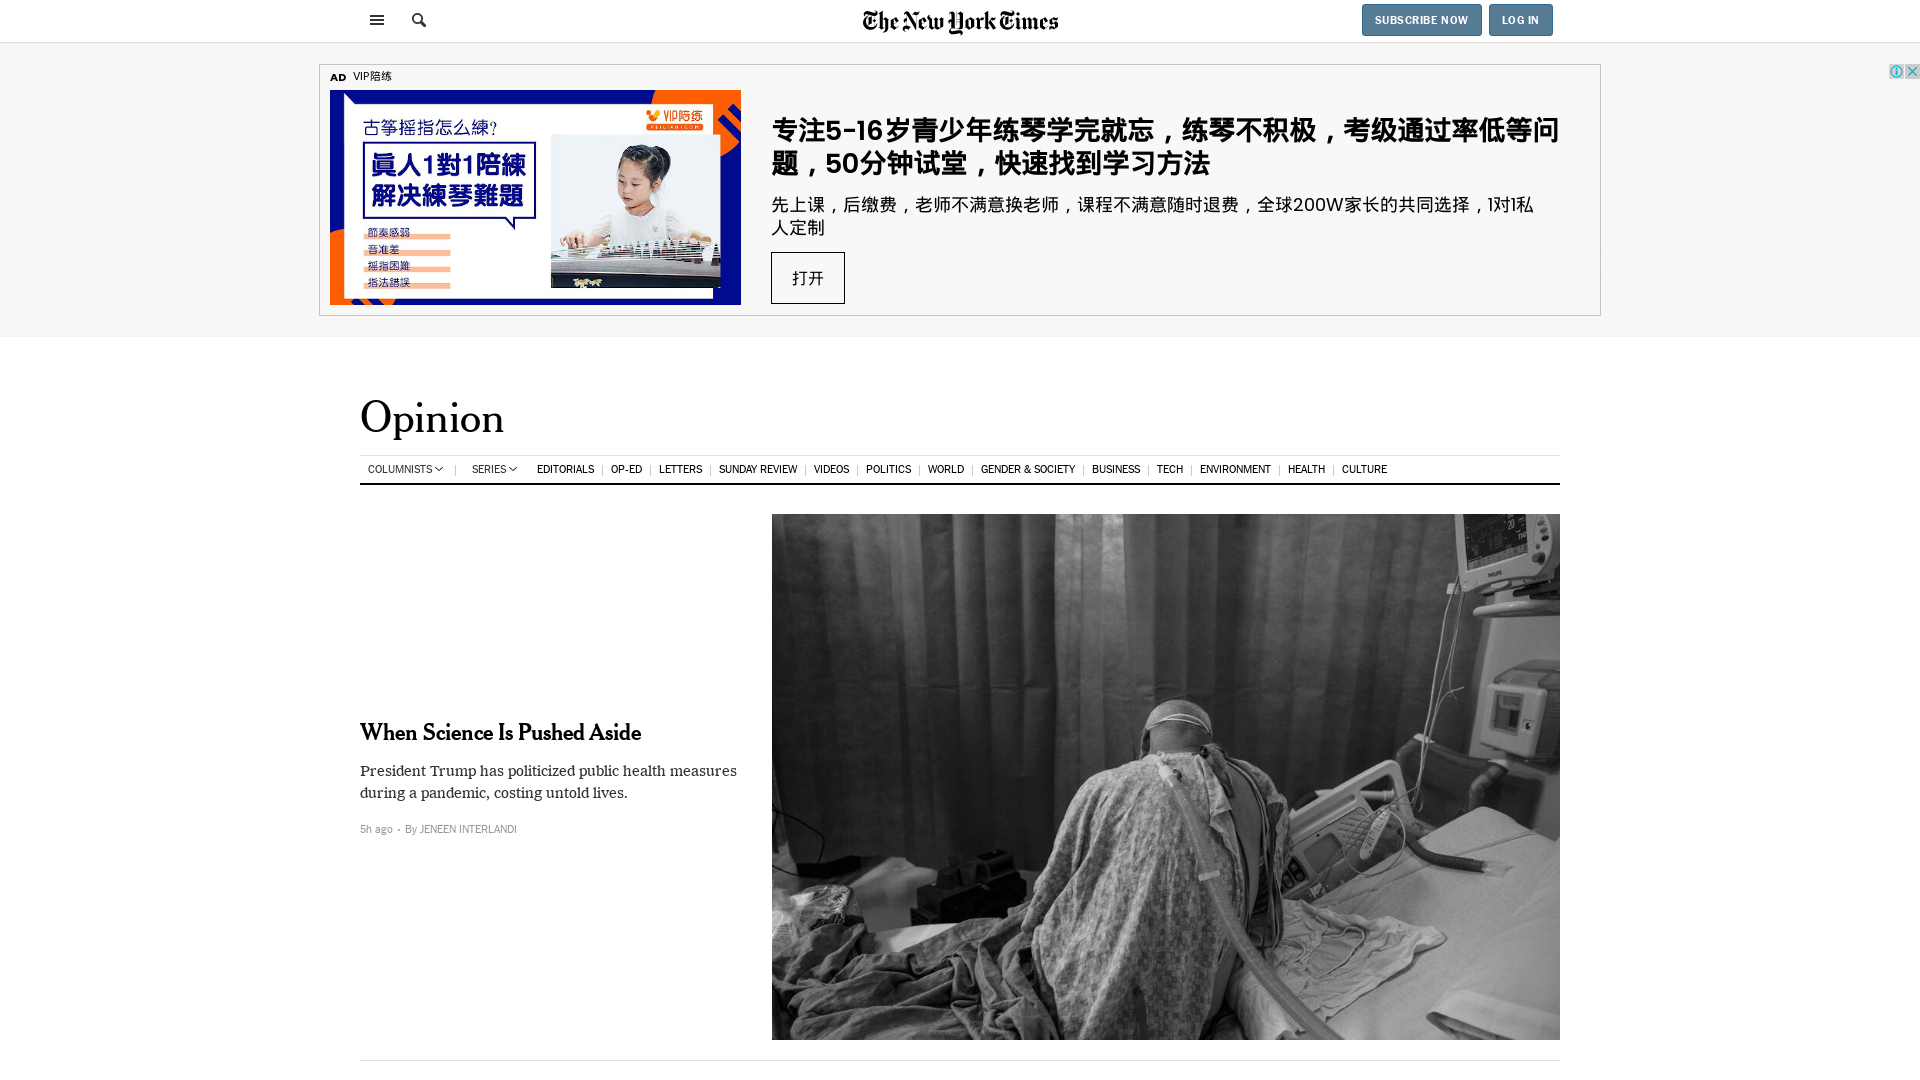 The New York Times
SUBSCRIBE NOW
LOG IN
AD VIP陪练
古筝摇指怎么練?
VIP陪练
PEILIAN.COM
眞人1對1陪練
解决練琴難題
節奏感弱
音准差
摇指困難
指法錯誤
专注5-16岁青少年练琴学完就忘，练琴不积极，考级通过率低等问
题，50分钟试堂，快速找到学习方法
先上课，后缴费，老师不满意换老师，课程不满意随时退费，全球200W家长的共同选择，1对1私
人定制
打开
Opinion
COLUMNISTS SERIES EDITORIALS OP-ED LETTERS SUNDAY REVIEW VIDEOS POLITICS WORLD GENDER & SOCIETY BUSINESS TECH ENVIRONMENT HEALTH CULTURE
When Science Is Pushed Aside
President Trump has politicized public health measures
during a pandemic, costing untold lives.
5h ago • By JENEEN INTERLANDI
20
PHILIPS